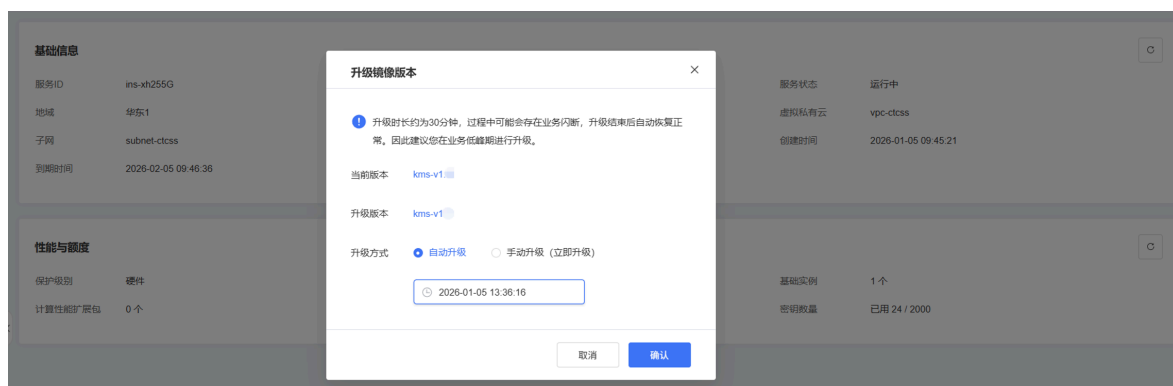 基础信息
升级镜像版本
服务ID ins-xh255G 服务状态 运行中
地域 华东1 虚拟私有云 vpc-ctcss
升级时长约为30分钟，过程中可能会存在业务闪断，升级结束后自动恢复正
常。因此建议您在业务低峰期进行升级。
子网 subnet-ctcss 创建时间 2026-01-05 09:45:21
到期时间 2026-02-05 09:46:36
当前版本 kms-v1.
升级版本 kms-v1
性能与额度
升级方式 自动升级 手动升级（立即升级）
保护级别 硬件 基础实例 1个
2026-01-05 13:36:16
计算性能扩展包 0个 密钥数量 已用 24 / 2000
取消 确认